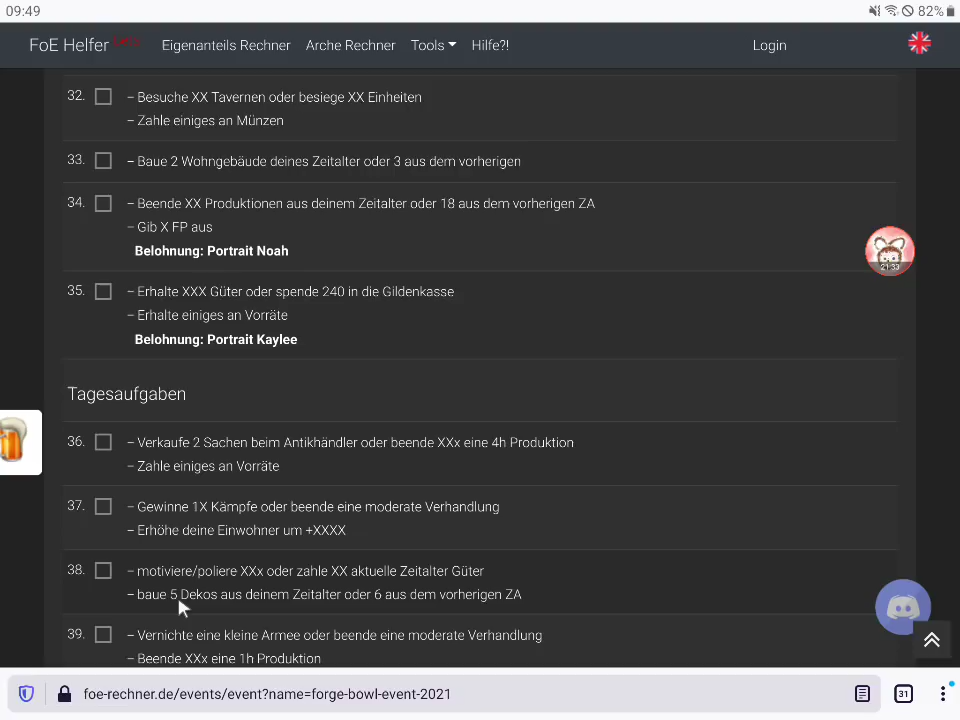 09:49
82%
FoE Helfer
Eigenanteils Rechner
Arche Rechner
Tools
Hilfe?!
Login
32.
– Besuche XX Tavernen oder besiege XX Einheiten
– Zahle einiges an Münzen
33.
– Baue 2 Wohngebäude deines Zeitalter oder 3 aus dem vorherigen
34.
– Beende XX Produktionen aus deinem Zeitalter oder 18 aus dem vorherigen ZA
– Gib X FP aus
Belohnung: Portrait Noah
21:33
35.
– Erhalte XXX Güter oder spende 240 in die Gildenkasse
– Erhalte einiges an Vorräte
Belohnung: Portrait Kaylee
Tagesaufgaben
36.
– Verkaufe 2 Sachen beim Antikhändler oder beende XXx eine 4h Produktion
– Zahle einiges an Vorräte
37.
– Gewinne 1X Kämpfe oder beende eine moderate Verhandlung
– Erhöhe deine Einwohner um +XXXX
38.
– motiviere/poliere XXx oder zahle XX aktuelle Zeitalter Güter
– baue 5 Dekos aus deinem Zeitalter oder 6 aus dem vorherigen ZA
39.
– Vernichte eine kleine Armee oder beende eine moderate Verhandlung
– Beende XXx eine 1h Produktion
foe-rechner.de/events/event?name=forge-bowl-event-2021
31